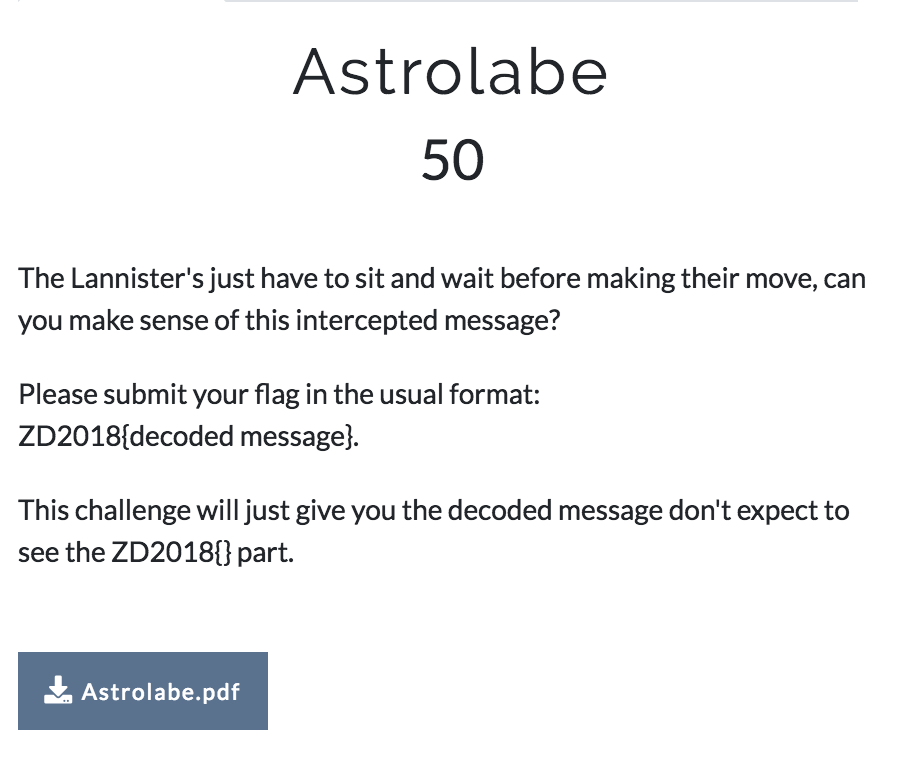 Astrolabe
50
The Lannister's just have to sit and wait before making their move, can
you make sense of this intercepted message?
Please submit your flag in the usual format:
ZD2018{decoded message}.
This challenge will just give you the decoded message don't expect to
see the ZD2018{} part.
Astrolabe.pdf